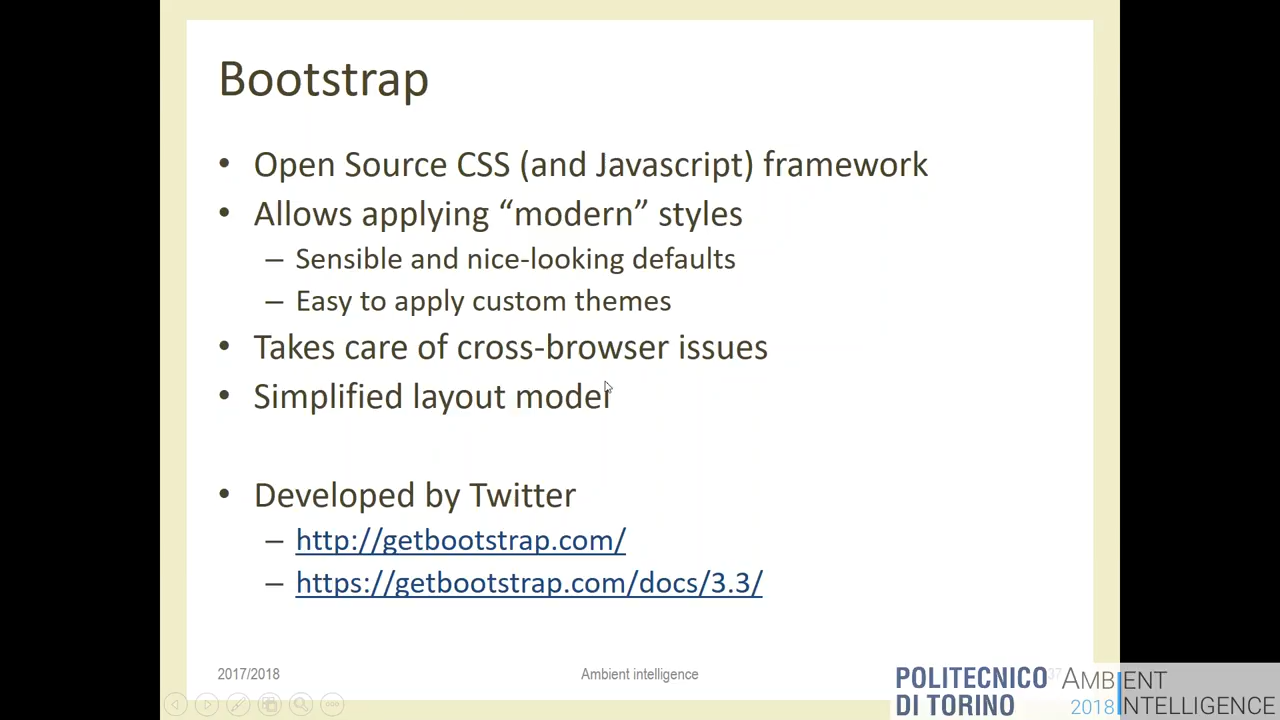 Bootstrap
• Open Source CSS (and Javascript) framework
• Allows applying “modern” styles
– Sensible and nice-looking defaults
– Easy to apply custom themes
• Takes care of cross-browser issues
• Simplified layout model
• Developed by Twitter
– http://getbootstrap.com/
– https://getbootstrap.com/docs/3.3/
2017/2018
Ambient intelligence
37
POLITECNICO
DI TORINO
AMBIENT
2018 INTELLIGENCE